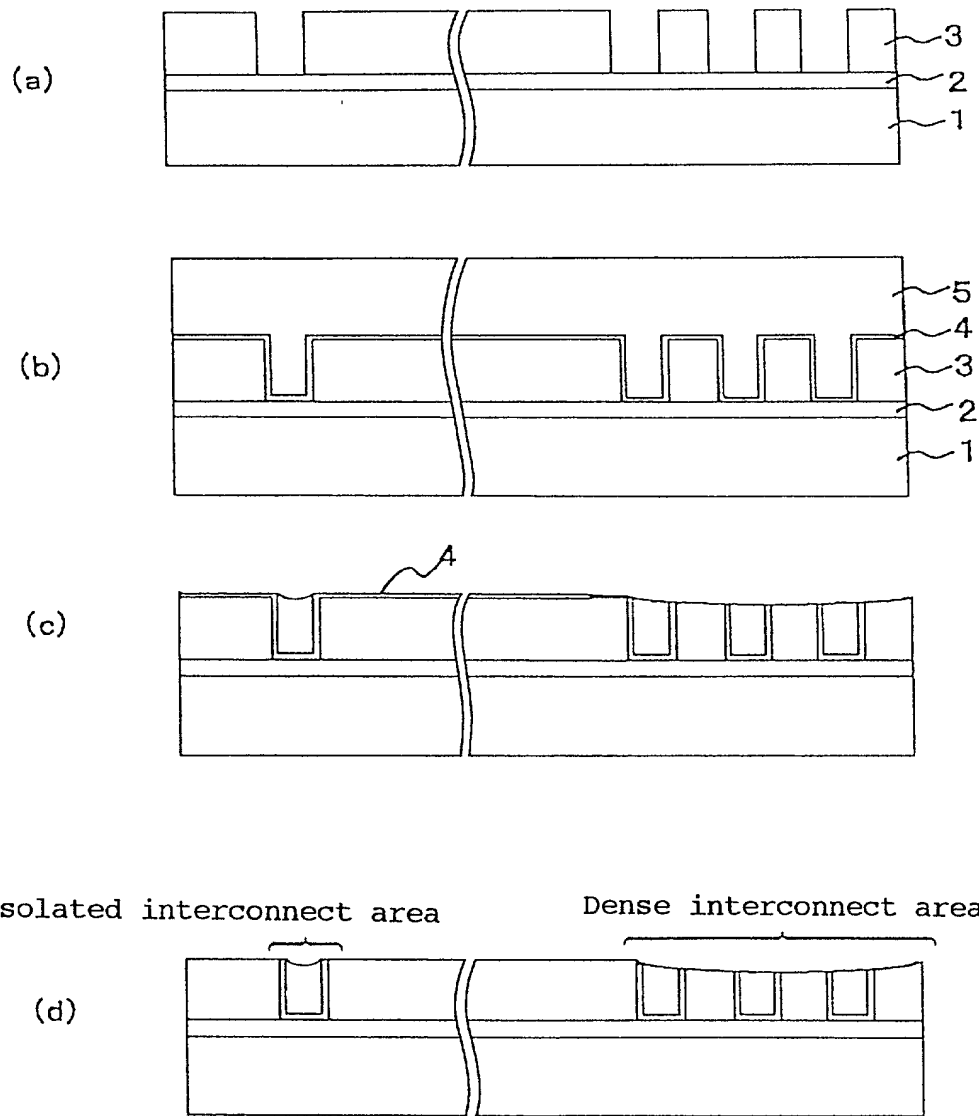 (a)
3
2
1
(b)
5
4
3
2
1
(c)
4
solated interconnect area
Dense interconnect area
(d)